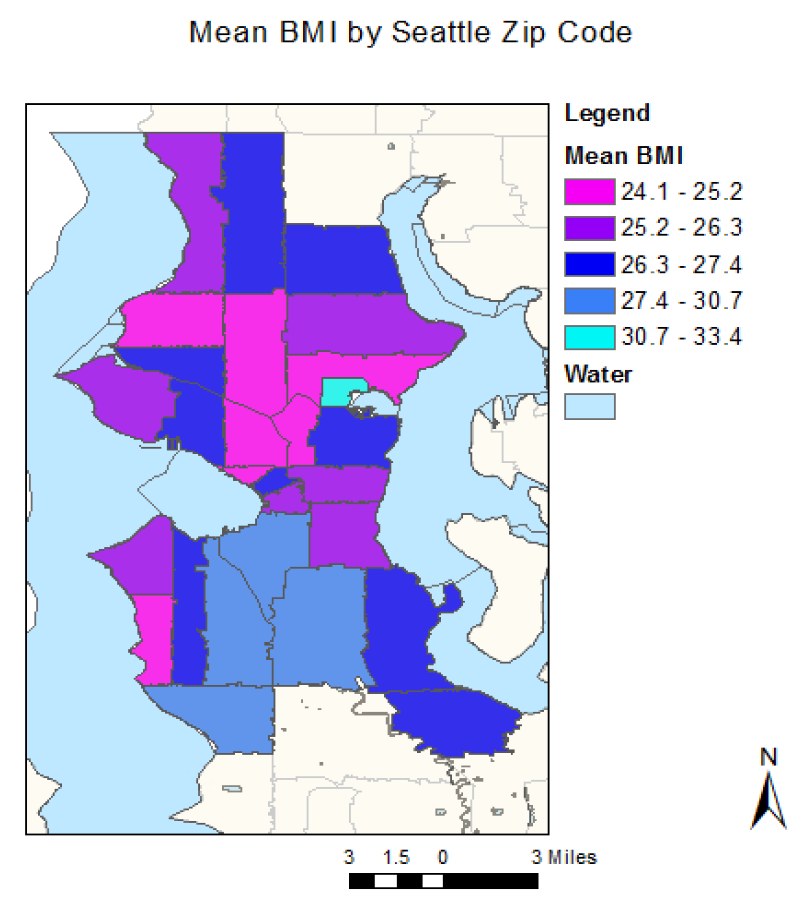 Mean BMI by Seattle Zip Code
Legend
Mean BMI
24.1 - 25.2
25.2 - 26.3
26.3 - 27.4
27.4 - 30.7
30.7 - 33.4
Water
N
3 1.5 0 3 Miles